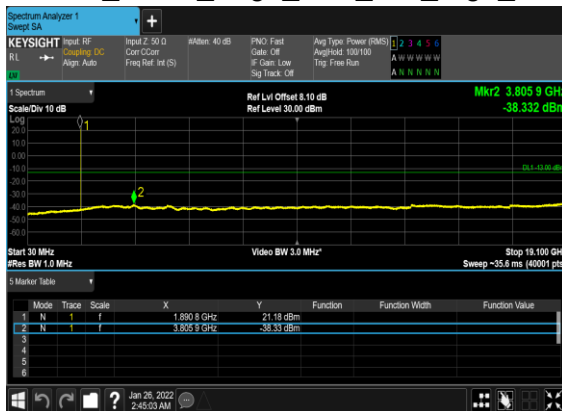 Spectrum Analyzer 1
Swept SA
KEYSIGHT
RL
Input: RF
Coupling: DC
Align: Auto
Input Z: 50 Ω
Corr CCorr
Freq Ref: Int (S)
#Atten: 40 dB
PNO: Fast
Gate: Off
IF Gain: Low
Sig Track: Off
Avg Type: Power (RMS)
Avg|Hold: 100/100
Trig: Free Run
1 2 3 4 5 6
A W W W W W
A N N N N N
1 Spectrum
Scale/Div 10 dB
Log
Ref Lvl Offset 8.10 dB
Ref Level 30.00 dBm
Mkr2 3.805 9 GHz
-38.332 dBm
20.0
10.0
0.00
-10.0
-20.0
-30.0
-40.0
-50.0
-60.0
1
2
DL1 -13.00 dBm
Start 30 MHz
#Res BW 1.0 MHz
Video BW 3.0 MHz*
Stop 19.100 GHz
Sweep ~35.6 ms (40001 pts)
5 Marker Table
Mode Trace Scale X Y Function Function Width Function Value
1 N 1 f 1.890 8 GHz 21.18 dBm
2 N 1 f 3.805 9 GHz -38.33 dBm
3
4
5
6
Jan 26, 2022
2:45:03 AM